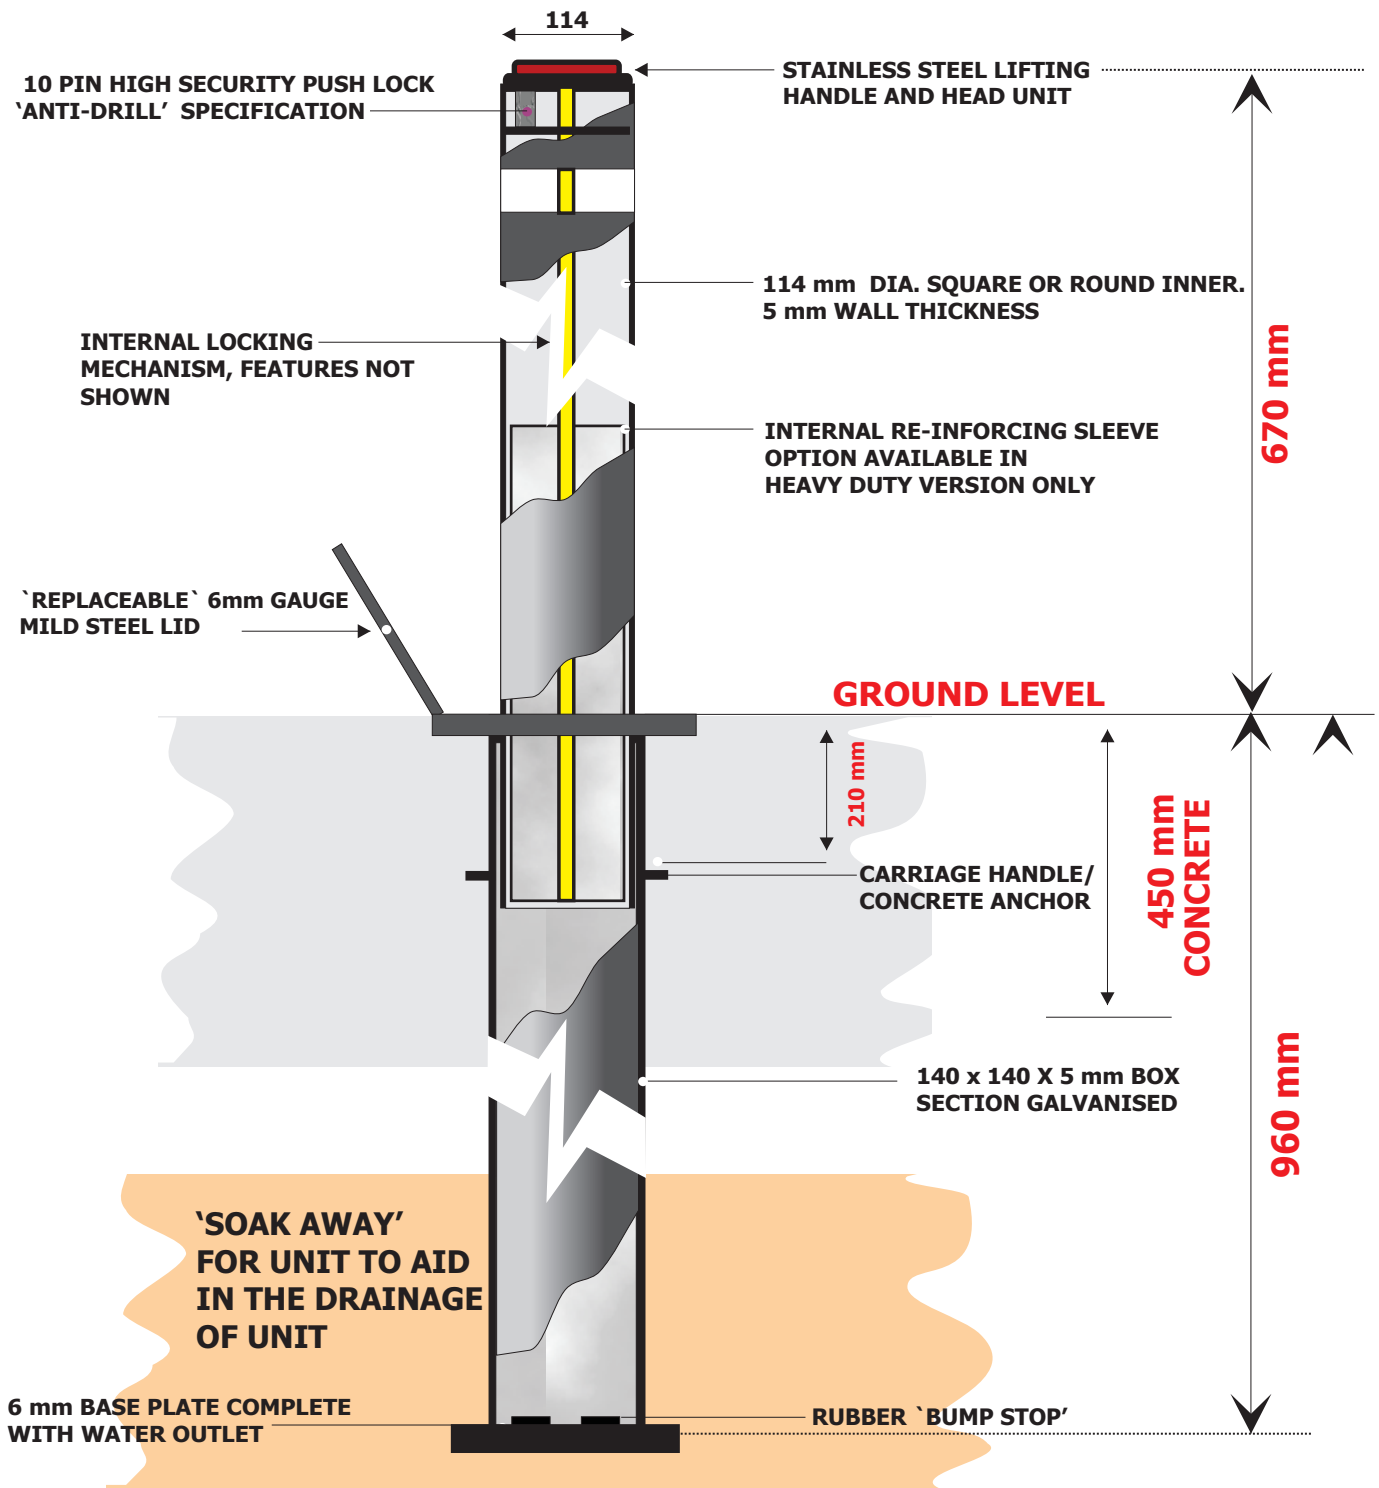 114
10 PIN HIGH SECURITY PUSH LOCK
‘ANTI-DRILL’ SPECIFICATION
STAINLESS STEEL LIFTING
HANDLE AND HEAD UNIT
114 mm DIA. SQUARE OR ROUND INNER.
5 mm WALL THICKNESS
INTERNAL LOCKING
MECHANISM, FEATURES NOT
SHOWN
670 mm
INTERNAL RE-INFORCING SLEEVE
OPTION AVAILABLE IN
HEAVY DUTY VERSION ONLY
`REPLACEABLE` 6mm GAUGE
MILD STEEL LID
GROUND LEVEL
210 mm
450 mm
CONCRETE
CARRIAGE HANDLE/
CONCRETE ANCHOR
140 x 140 X 5 mm BOX
SECTION GALVANISED
960 mm
‘SOAK AWAY’
FOR UNIT TO AID
IN THE DRAINAGE
OF UNIT
6 mm BASE PLATE COMPLETE
WITH WATER OUTLET
RUBBER `BUMP STOP’